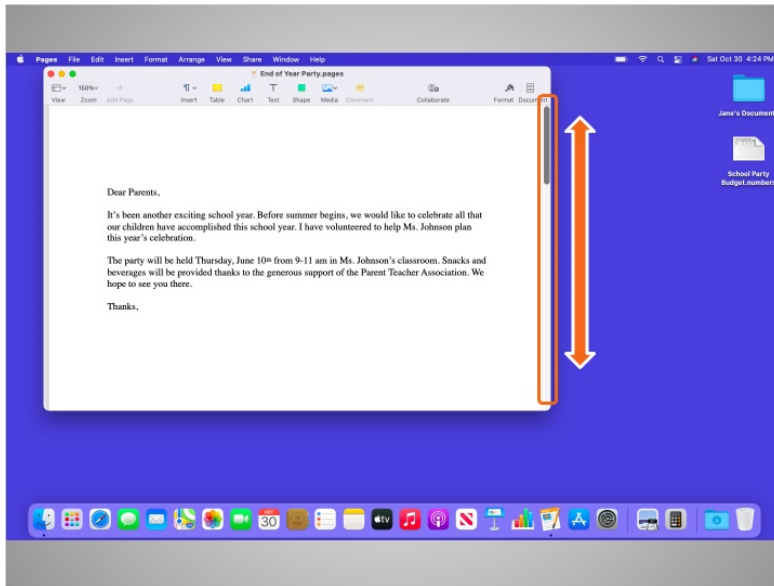 Pages File Edit Insert Format Arrange View Share Window Help
Sat Oct 30 4:24 PM
End of Year Party.pages
150%
View Zoom Add Page Insert Table Chart Text Shape Media Comment Collaborate Format Document
Jane's Document
School Party
Budget.numbers
Dear Parents,
It's been another exciting school year. Before summer begins, we would like to celebrate all that
our children have accomplished this school year. I have volunteered to help Ms. Johnson plan
this year's celebration.
The party will be held Thursday, June 10th from 9-11 am in Ms. Johnson's classroom. Snacks and
beverages will be provided thanks to the generous support of the Parent Teacher Association. We
hope to see you there.
Thanks,
OCT
30
tv